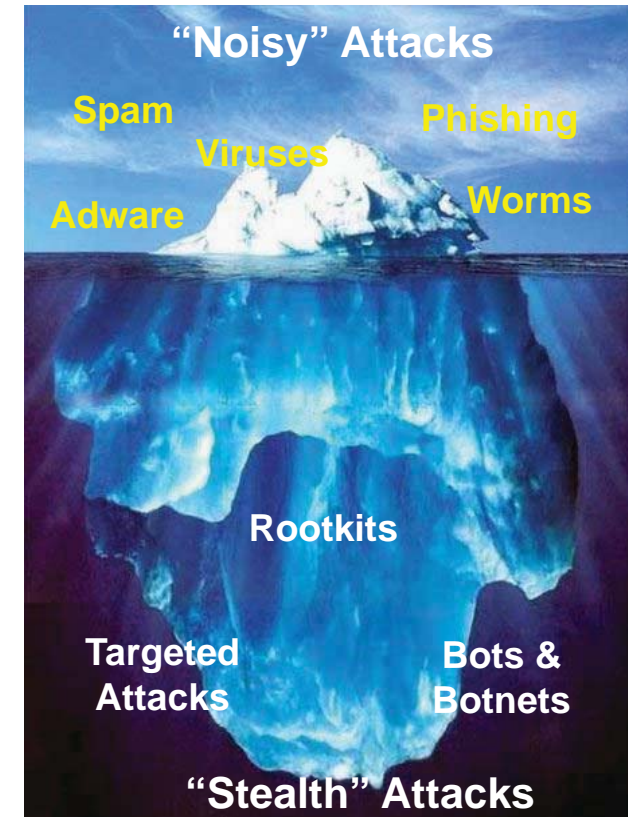 “Noisy” Attacks
Spam
Phishing
Viruses
Adware
Worms
Rootkits
Targeted
Attacks
Bots &
Botnets
“Stealth” Attacks